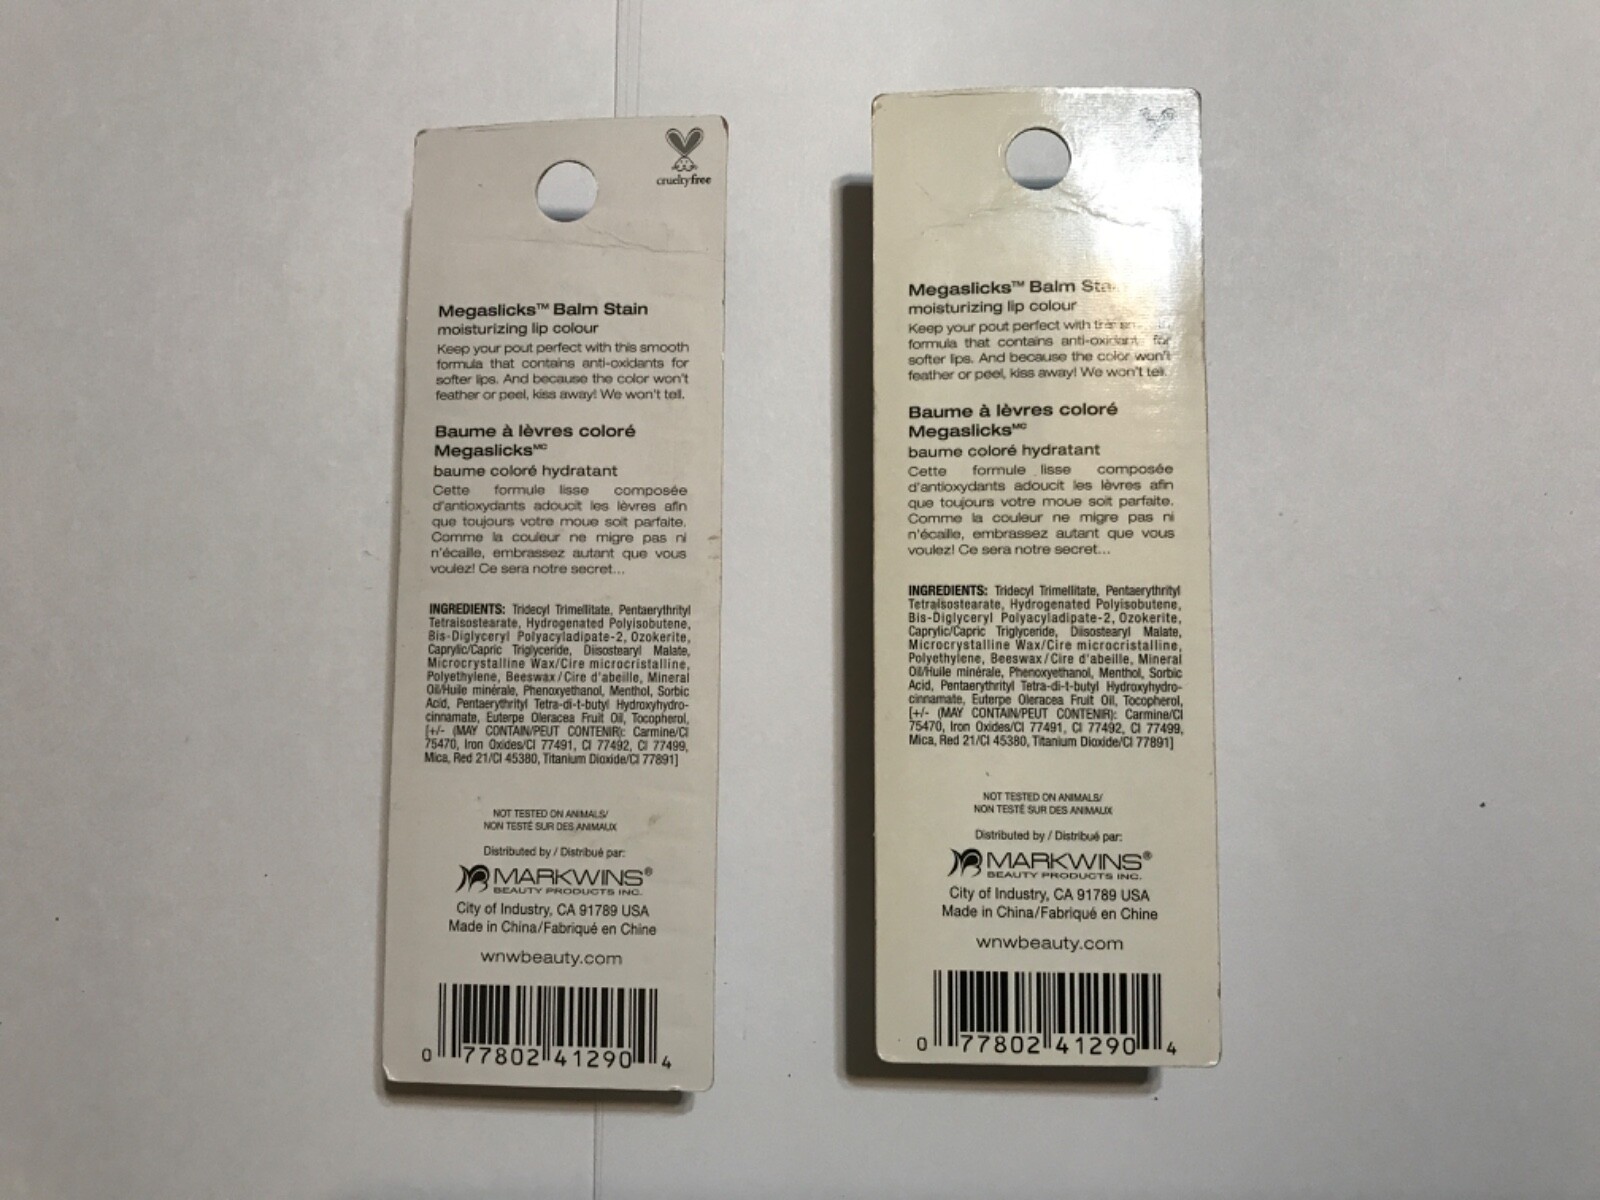 crueltyfree
Megaslicks™ Balm Stain
moisturizing lip colour
Keep your pout perfect with this smooth
formula that contains anti-oxidants for
softer lips. And because the color won't
feather or peel, kiss away! We won't tell.
Baume à lèvres coloré
Megaslicksᴹᶜ
baume coloré hydratant
Cette formule lisse composée
d'antioxydants adoucit les lèvres afin
que toujours votre moue soit parfaite.
Comme la couleur ne migre pas ni
n'écaille, embrassez autant que vous
voulez! Ce sera notre secret...
INGREDIENTS: Tridecyl Trimellitate, Pentaerythrityl
Tetraisostearate, Hydrogenated Polyisobutene,
Bis-Diglyceryl Polyacyladipate-2, Ozokerite,
Caprylic/Capric Triglyceride, Diisostearyl Malate,
Microcrystalline Wax/Cire microcristalline,
Polyethylene, Beeswax/Cire d'abeille, Mineral
Oil/Huile minérale, Phenoxyethanol, Menthol, Sorbic
Acid, Pentaerythrityl Tetra-di-t-butyl Hydroxyhydro-
cinnamate, Euterpe Oleracea Fruit Oil, Tocopherol,
[+/- (MAY CONTAIN/PEUT CONTENIR): Carmine/CI
75470, Iron Oxides/CI 77491, CI 77492, CI 77499,
Mica, Red 21/CI 45380, Titanium Dioxide/CI 77891]
NOT TESTED ON ANIMALS/
NON TESTÉ SUR DES ANIMAUX
Distributed by / Distribué par:
MARKWINS®
BEAUTY PRODUCTS INC.
City of Industry, CA 91789 USA
Made in China/Fabriqué en Chine
wnwbeauty.com
0 77802 41290 4
Megaslicks™ Balm
moisturizing lip colour
Keep your pout perfect with
formula that contains anti-oxidants for
softer lips. And because the color won't
feather or peel, kiss away! We won't tell.
Baume à lèvres coloré
Megaslicksᴹᶜ
baume coloré hydratant
Cette formule lisse composée
d'antioxydants adoucit les lèvres afin
que toujours votre moue soit parfaite.
Comme la couleur ne migre pas ni
n'écaille, embrassez autant que vous
voulez! Ce sera notre secret...
INGREDIENTS: Tridecyl Trimellitate, Pentaerythrityl
Tetraisostearate, Hydrogenated Polyisobutene,
Bis-Diglyceryl Polyacyladipate-2, Ozokerite,
Caprylic/Capric Triglyceride, Diisostearyl Malate,
Microcrystalline Wax/Cire microcristalline,
Polyethylene, Beeswax/Cire d'abeille, Mineral
Oil/Huile minérale, Phenoxyethanol, Menthol, Sorbic
Acid, Pentaerythrityl Tetra-di-t-butyl Hydroxyhydro-
cinnamate, Euterpe Oleracea Fruit Oil, Tocopherol,
[+/- (MAY CONTAIN/PEUT CONTENIR): Carmine/CI
75470, Iron Oxides/CI 77491, CI 77492, CI 77499,
Mica, Red 21/CI 45380, Titanium Dioxide/CI 77891]
NOT TESTED ON ANIMALS/
NON TESTÉ SUR DES ANIMAUX
Distributed by / Distribué par:
MARKWINS®
BEAUTY PRODUCTS INC.
City of Industry, CA 91789 USA
Made in China/Fabriqué en Chine
wnwbeauty.com
0 77802 41290 4